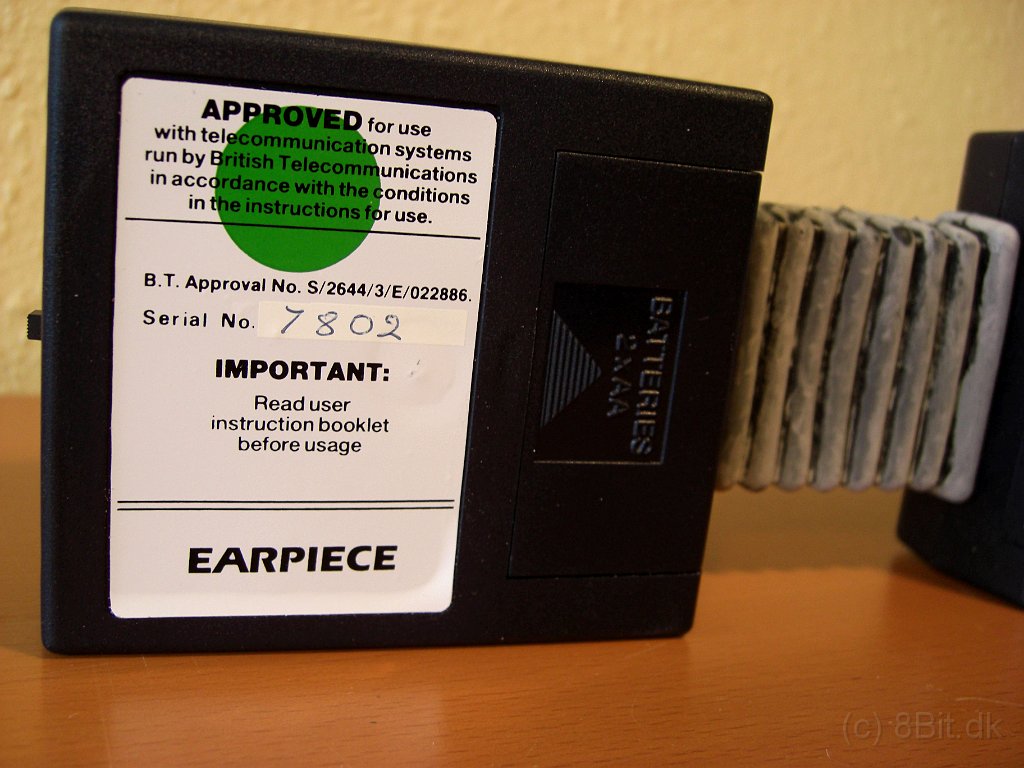 APPROVED for use
with telecommunication systems
run by British Telecommunications
in accordance with the conditions
in the instructions for use.
B.T. Approval No. S/2644/3/E/022886.
Serial No. 7802
IMPORTANT:
Read user
instruction booklet
before usage
EARPIECE
BATTERIES
2xAA
(c) 8Bit.dk